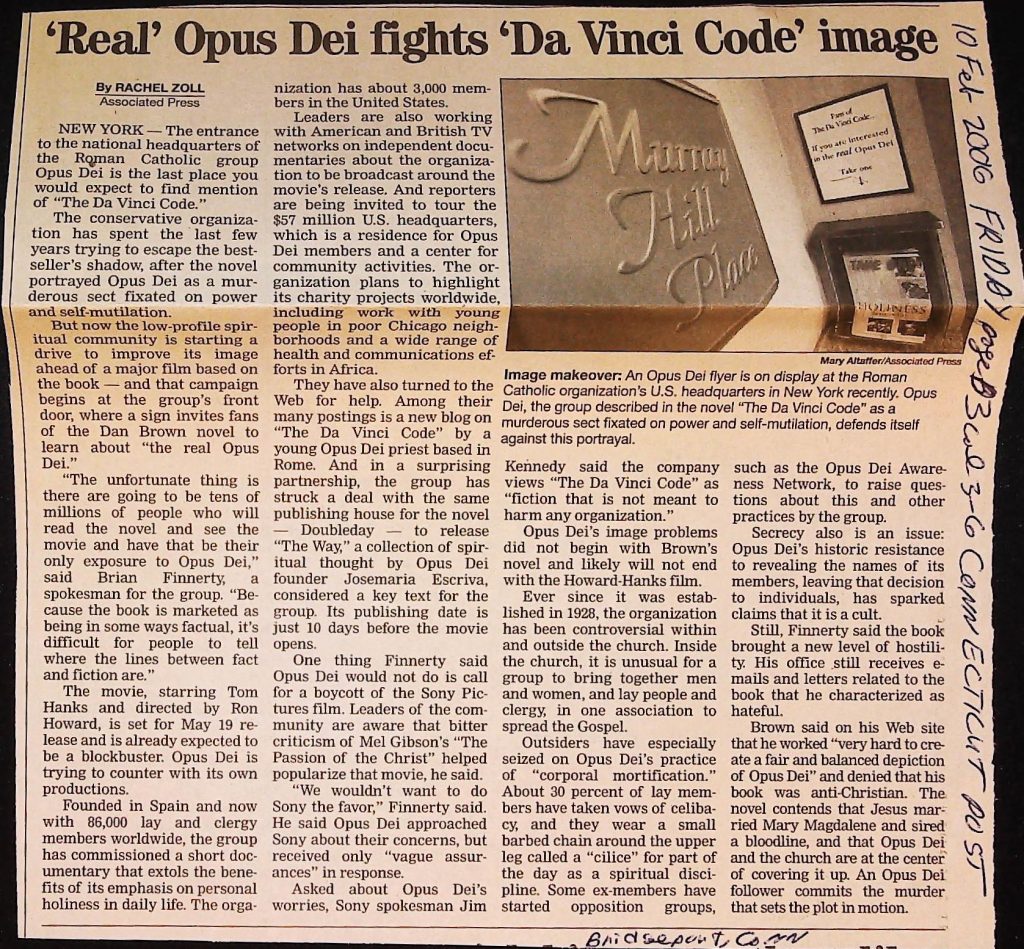 'Real' Opus Dei fights 'Da Vinci Code' image
By RACHEL ZOLL
Associated Press
NEW YORK — The entrance
to the national headquarters of
the Roman Catholic group
Opus Dei is the last place you
would expect to find mention
of "The Da Vinci Code."
The conservative organiza-
tion has spent the last few
years trying to escape the best-
seller's shadow, after the novel
portrayed Opus Dei as a mur-
derous sect fixated on power
and self-mutilation.
But now the low-profile spir-
itual community is starting a
drive to improve its image
ahead of a major film based on
the book — and that campaign
begins at the group's front
door, where a sign invites fans
of the Dan Brown novel to
learn about "the real Opus
Dei."
"The unfortunate thing is
there are going to be tens of
millions of people who will
read the novel and see the
movie and have that be their
only exposure to Opus Dei,"
said Brian Finnerty, a
spokesman for the group. "Be-
cause the book is marketed as
being in some ways factual, it's
difficult for people to tell
where the lines between fact
and fiction are."
The movie, starring Tom
Hanks and directed by Ron
Howard, is set for May 19 re-
lease and is already expected to
be a blockbuster. Opus Dei is
trying to counter with its own
productions.
Founded in Spain and now
with 86,000 lay and clergy
members worldwide, the group
has commissioned a short doc-
umentary that extols the bene-
fits of its emphasis on personal
holiness in daily life. The orga-
nization has about 3,000 mem-
bers in the United States.
Leaders are also working
with American and British TV
networks on independent docu-
mentaries about the organiza-
tion to be broadcast around the
movie's release. And reporters
are being invited to tour the
$57 million U.S. headquarters,
which is a residence for Opus
Dei members and a center for
community activities. The or-
ganization plans to highlight
its charity projects worldwide,
including work with young
people in poor Chicago neigh-
borhoods and a wide range of
health and communications ef-
forts in Africa.
They have also turned to the
Web for help. Among their
many postings is a new blog on
"The Da Vinci Code" by a
young Opus Dei priest based in
Rome. And in a surprising
partnership, the group has
struck a deal with the same
publishing house for the novel
— Doubleday — to release
"The Way," a collection of spir-
itual thought by Opus Dei
founder Josemaria Escriva,
considered a key text for the
group. Its publishing date is
just 10 days before the movie
opens.
One thing Finnerty said
Opus Dei would not do is call
for a boycott of the Sony Pic-
tures film. Leaders of the com-
munity are aware that bitter
criticism of Mel Gibson's "The
Passion of the Christ" helped
popularize that movie, he said.
"We wouldn't want to do
Sony the favor," Finnerty said.
He said Opus Dei approached
Sony about their concerns, but
received only "vague assur-
ances" in response.
Asked about Opus Dei's
worries, Sony spokesman Jim
Murray
Hill
Place
Fans of
The Da Vinci Code..
If you are interested
in the real Opus Dei
Take one
HOLINESS
Mary Altaffer/Associated Press
Image makeover: An Opus Dei flyer is on display at the Roman
Catholic organization's U.S. headquarters in New York recently. Opus
Dei, the group described in the novel "The Da Vinci Code" as a
murderous sect fixated on power and self-mutilation, defends itself
against this portrayal.
Kennedy said the company
views "The Da Vinci Code" as
"fiction that is not meant to
harm any organization."
Opus Dei's image problems
did not begin with Brown's
novel and likely will not end
with the Howard-Hanks film.
Ever since it was estab-
lished in 1928, the organization
has been controversial within
and outside the church. Inside
the church, it is unusual for a
group to bring together men
and women, and lay people and
clergy, in one association to
spread the Gospel.
Outsiders have especially
seized on Opus Dei's practice
of "corporal mortification."
About 30 percent of lay mem-
bers have taken vows of celiba-
cy, and they wear a small
barbed chain around the upper
leg called a "cilice" for part of
the day as a spiritual disci-
pline. Some ex-members have
started opposition groups,
such as the Opus Dei Aware-
ness Network, to raise ques-
tions about this and other
practices by the group.
Secrecy also is an issue:
Opus Dei's historic resistance
to revealing the names of its
members, leaving that decision
to individuals, has sparked
claims that it is a cult.
Still, Finnerty said the book
brought a new level of hostili-
ty. His office still receives e-
mails and letters related to the
book that he characterized as
hateful.
Brown said on his Web site
that he worked "very hard to cre-
ate a fair and balanced depiction
of Opus Dei" and denied that his
book was anti-Christian. The
novel contends that Jesus mar-
ried Mary Magdalene and sired
a bloodline, and that Opus Dei
and the church are at the center
of covering it up. An Opus Dei
follower commits the murder
that sets the plot in motion.
10 Feb 2006 FRIDAY page B3 col 3-6 CONNECTICUT POST
Bridgeport, Conn